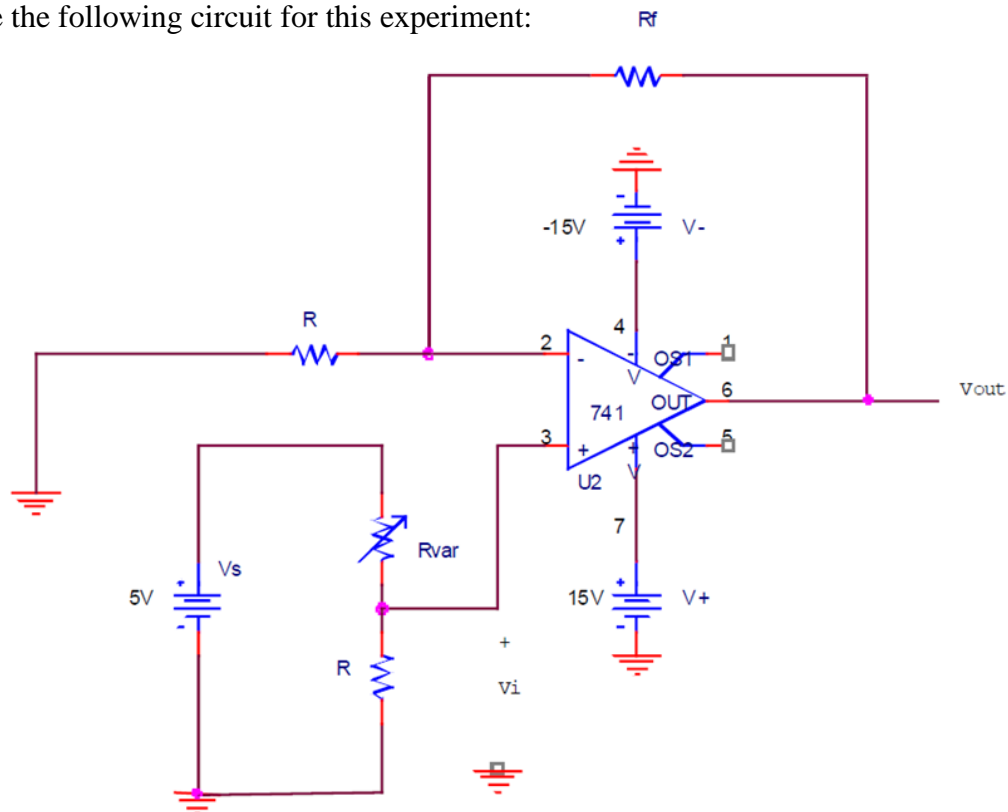 e the following circuit for this experiment:
Rf
-15V
V-
R
4
2
-
-
V
OS1
1
741
OUT
6
Vout
3
+
+
V
OS2
5
U2
7
Rvar
Vs
5V
15V
V+
+
R
Vi